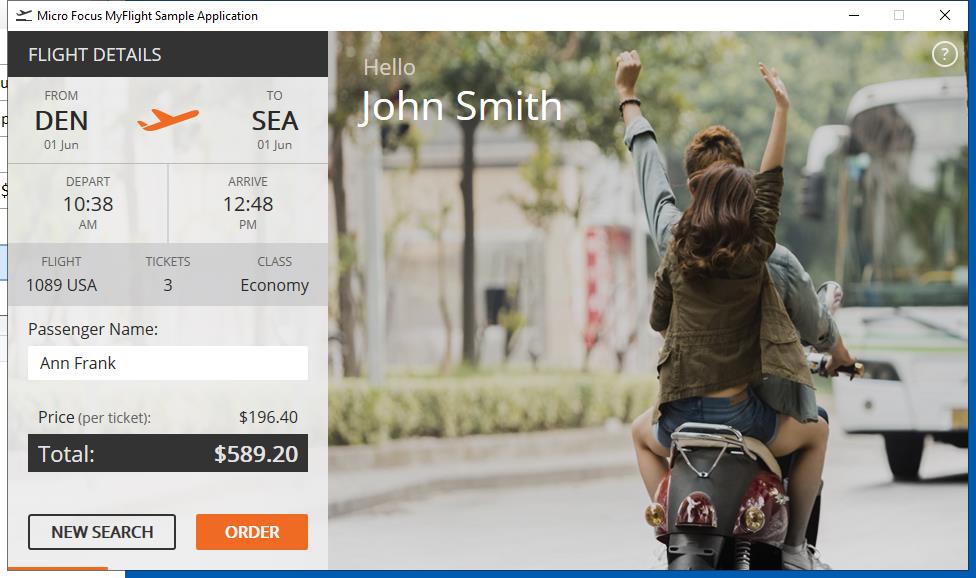 Micro Focus MyFlight Sample Application
FLIGHT DETAILS
FROM
TO
DEN
SEA
01 Jun
01 Jun
DEPART
ARRIVE
10:38
12:48
AM
PM
FLIGHT
TICKETS
CLASS
1089 USA
3
Economy
Passenger Name:
Ann Frank
Price (per ticket): $196.40
Total: $589.20
NEW SEARCH
ORDER
Hello
John Smith
?